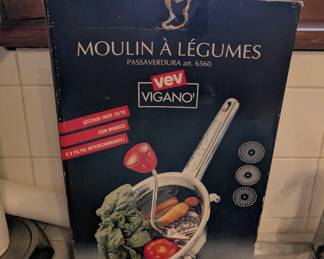 MOULIN À LÉGUMES
PASSAVERDURA art. 6560
vev
VIGANO'
ACCIAIO INOX 18/10
CON MANICO
E 3 FILTRI INTERCAMBIABILI